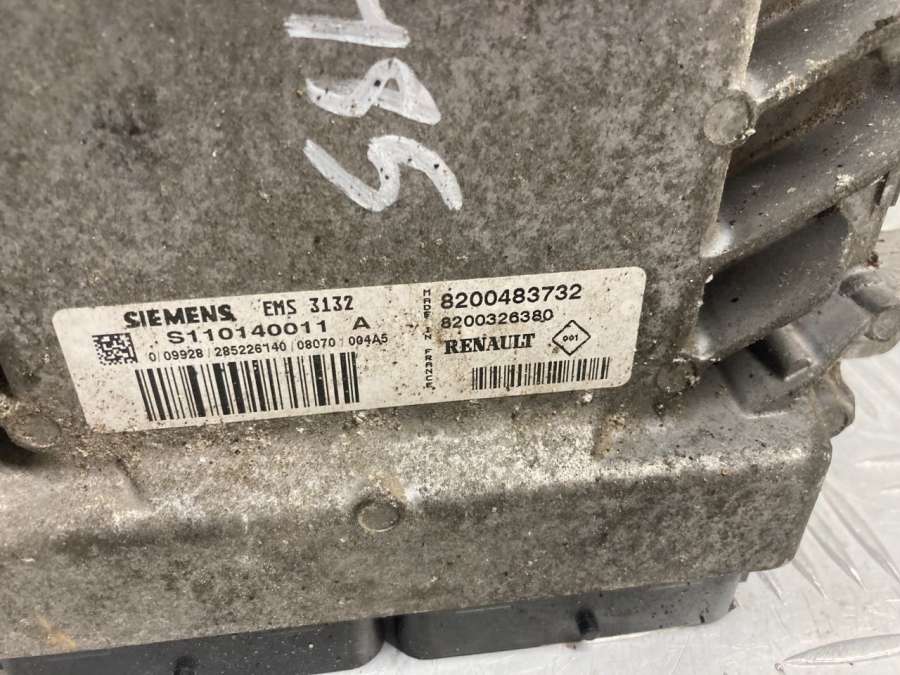 SIEMENS EMS 3132
S110140011 A
0/09928/285226140/08070/004A5
MADE IN FRANCE
8200483732
8200326380
RENAULT 001